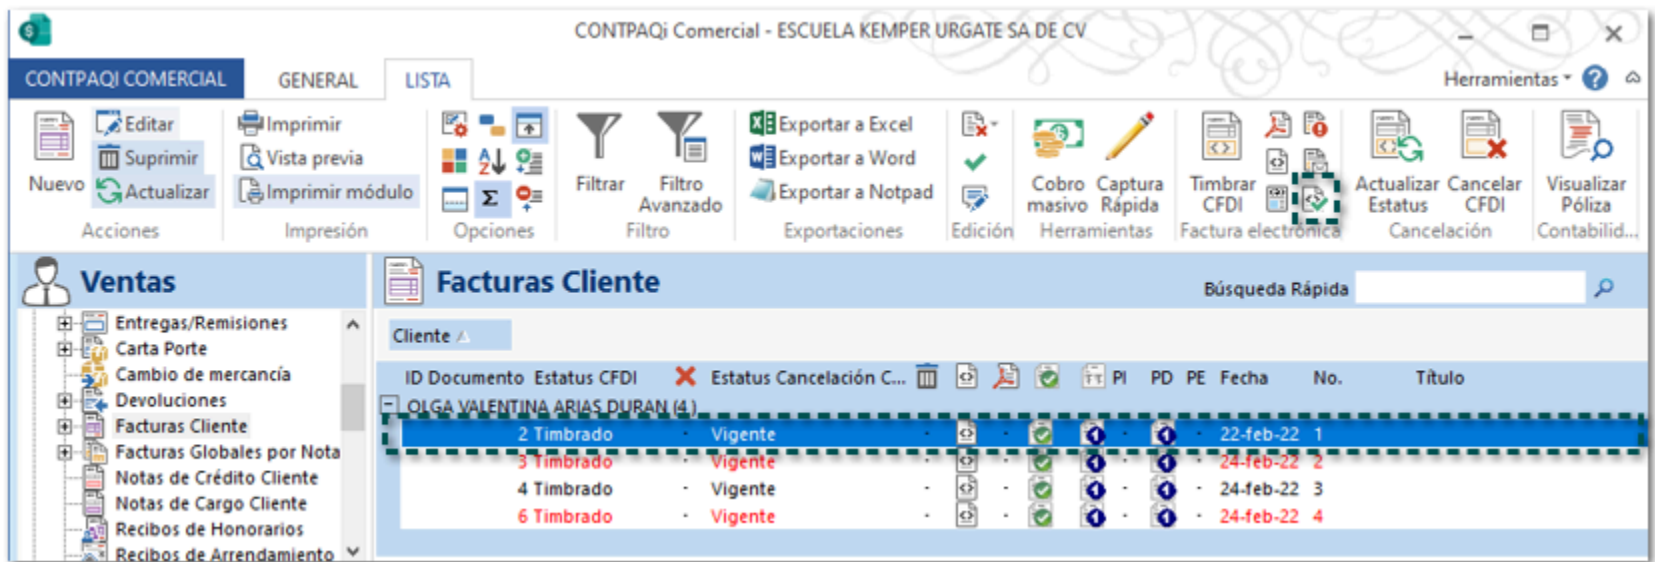 CONTPAQi Comercial - ESCUELA KEMPER URGATE SA DE CV
CONTPAQI COMERCIAL GENERAL LISTA Herramientas
Nuevo
Editar
Suprimir
Actualizar
Acciones
Imprimir
Vista previa
Imprimir módulo
Impresión
Opciones
Filtrar
Filtro Avanzado
Filtro
Exportar a Excel
Exportar a Word
Exportar a Notpad
Exportaciones
Edición
Cobro masivo
Captura Rápida
Herramientas
Timbrar CFDI
Factura electrónica
Actualizar Estatus
Cancelar CFDI
Cancelación
Visualizar Póliza
Contabilid...
Ventas
Entregas/Remisiones
Carta Porte
Cambio de mercancía
Devoluciones
Facturas Cliente
Facturas Globales por Nota
Notas de Crédito Cliente
Notas de Cargo Cliente
Recibos de Honorarios
Recibos de Arrendamiento
Facturas Cliente
Búsqueda Rápida
Cliente
ID Documento Estatus CFDI Estatus Cancelación C... PI PD PE Fecha No. Título
OLGA VALENTINA ARIAS DURAN (4 )
2 Timbrado - Vigente - - - - 22-feb-22 1
3 Timbrado - Vigente - - - - 24-feb-22 2
4 Timbrado - Vigente - - - - 24-feb-22 3
6 Timbrado - Vigente - - - - 24-feb-22 4